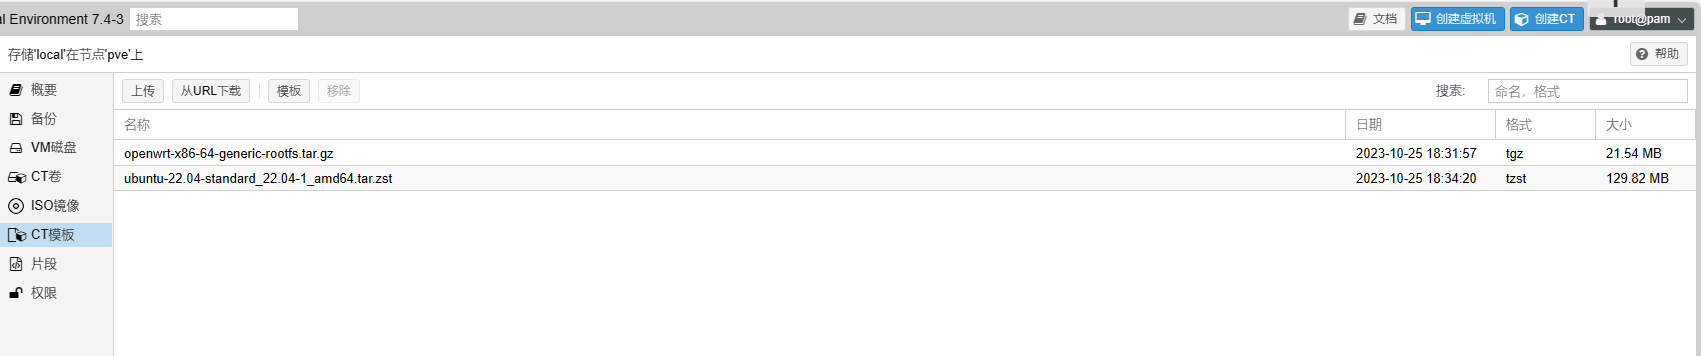 al Environment 7.4-3 搜索 文档 创建虚拟机 创建CT root@pam
存储'local'在节点'pve'上 帮助
概要 上传 从URL下载 模板 移除 搜索: 命名，格式
备份 名称 日期 格式 大小
VM磁盘 openwrt-x86-64-generic-rootfs.tar.gz 2023-10-25 18:31:57 tgz 21.54 MB
CT卷 ubuntu-22.04-standard_22.04-1_amd64.tar.zst 2023-10-25 18:34:20 tzst 129.82 MB
ISO镜像
CT模板
片段
权限